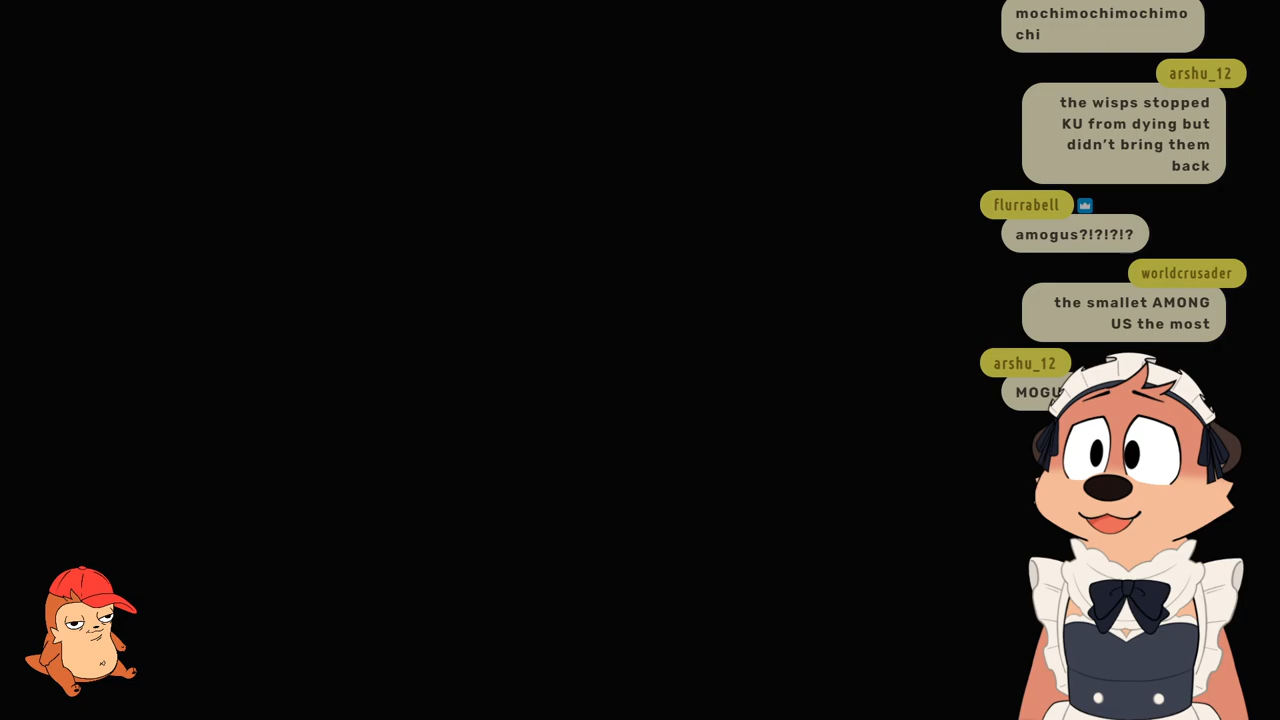 mochimochimochimo
chi
arshu_12
the wisps stopped
KU from dying but
didn't bring them
back
flurrabell
amogus?!?!?!?
worldcrusader
the smallet AMONG
US the most
arshu_12
MOGU